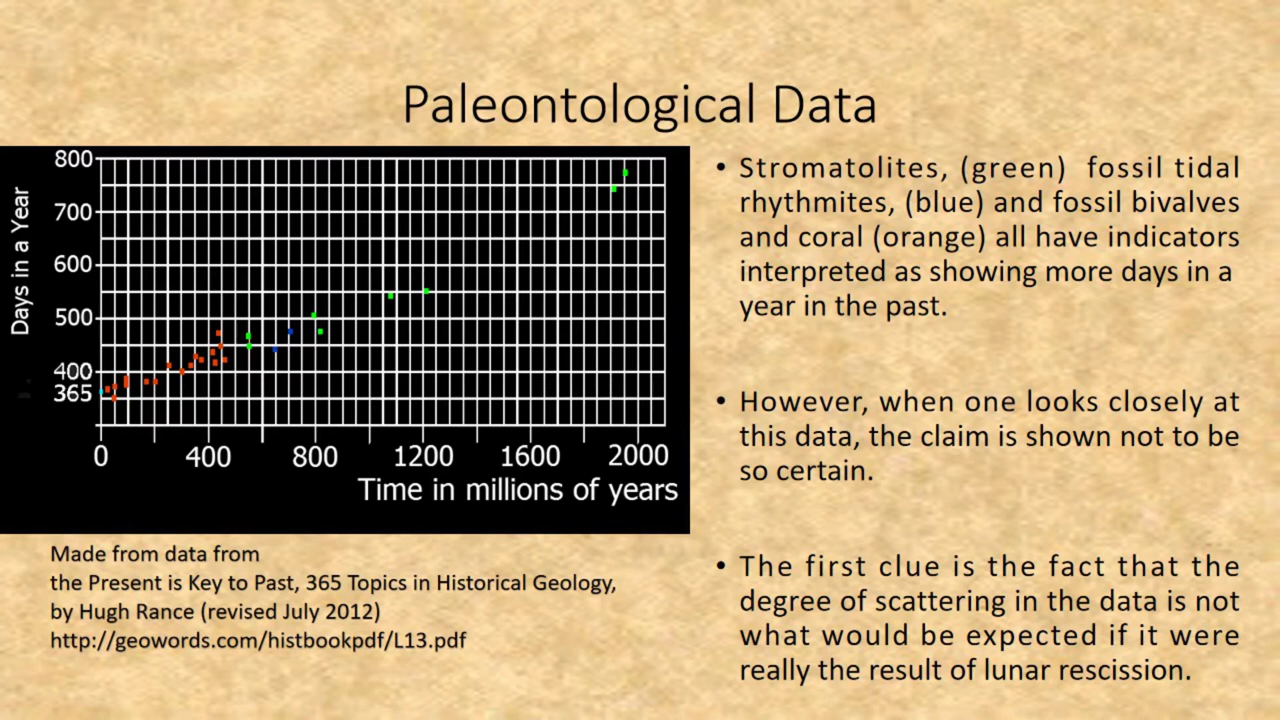 Paleontological Data
800
700
600
500
400
365
Days in a Year
0
400
800
1200
1600
2000
Time in millions of years
Made from data from
the Present is Key to Past, 365 Topics in Historical Geology,
by Hugh Rance (revised July 2012)
http://geowords.com/histbookpdf/L13.pdf
• Stromatolites, (green) fossil tidal
rhythmites, (blue) and fossil bivalves
and coral (orange) all have indicators
interpreted as showing more days in a
year in the past.
• However, when one looks closely at
this data, the claim is shown not to be
so certain.
• The first clue is the fact that the
degree of scattering in the data is not
what would be expected if it were
really the result of lunar rescission.